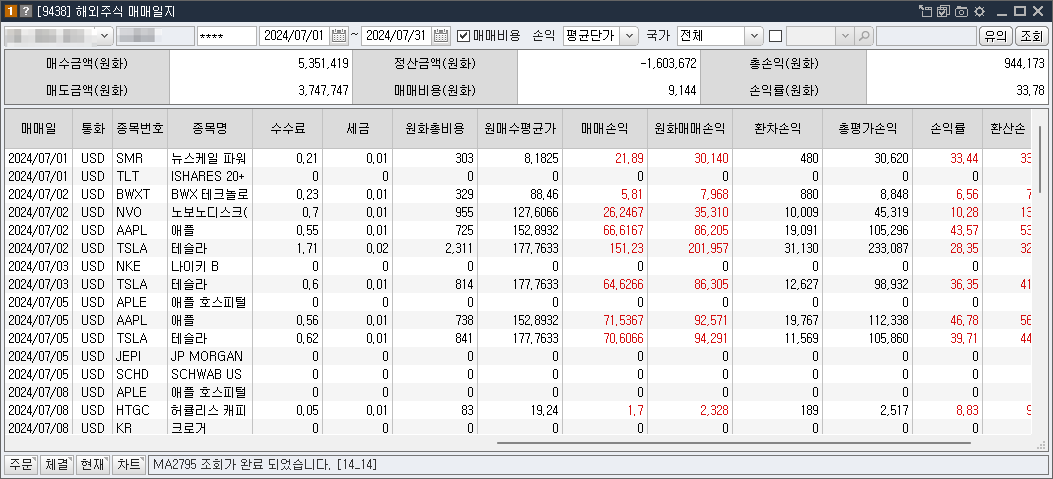 1 ? [9438] 해외주식 매매일지
**** 2024/07/01 ~ 2024/07/31 매매비용 손익 평균단가 국가 전체 유의 조회
매수금액(원화) 5,351,419 정산금액(원화) -1,603,672 총손익(원화) 944,173
매도금액(원화) 3,747,747 매매비용(원화) 9,144 손익률(원화) 33.78
매매일 통화 종목번호 종목명 수수료 세금 원화총비용 원매수평균가 매매손익 원화매매손익 환차손익 총평가손익 손익률 환산손
2024/07/01 USD SMR 뉴스케일 파워 0.21 0.01 303 8.1825 21.89 30,140 480 30,620 33.44 33
2024/07/01 USD TLT ISHARES 20+ 0 0 0 0 0 0 0 0 0
2024/07/02 USD BWXT BWX 테크놀로 0.23 0.01 329 88.46 5.81 7,968 880 8,848 6.56 7
2024/07/02 USD NVO 노보노디스크( 0.7 0.01 955 127.6066 26.2467 35,310 10,009 45,319 10.28 13
2024/07/02 USD AAPL 애플 0.55 0.01 725 152.8932 66.6167 86,205 19,091 105,296 43.57 53
2024/07/02 USD TSLA 테슬라 1.71 0.02 2,311 177.7633 151.23 201,957 31,130 233,087 28.35 32
2024/07/03 USD NKE 나이키 B 0 0 0 0 0 0 0 0 0
2024/07/03 USD TSLA 테슬라 0.6 0.01 814 177.7633 64.6266 86,305 12,627 98,932 36.35 41
2024/07/05 USD APLE 애플 호스피털 0 0 0 0 0 0 0 0 0
2024/07/05 USD AAPL 애플 0.56 0.01 738 152.8932 71.5367 92,571 19,767 112,338 46.78 56
2024/07/05 USD TSLA 테슬라 0.62 0.01 841 177.7633 70.6066 94,291 11,569 105,860 39.71 44
2024/07/05 USD JEPI JP MORGAN 0 0 0 0 0 0 0 0 0
2024/07/05 USD SCHD SCHWAB US 0 0 0 0 0 0 0 0 0
2024/07/08 USD APLE 애플 호스피털 0 0 0 0 0 0 0 0 0
2024/07/08 USD HTGC 허큘리스 캐피 0.05 0.01 83 19.24 1.7 2,328 189 2,517 8.83 9
2024/07/08 USD KR 크로거 0 0 0 0 0 0 0 0 0
주문 체결 현재 차트 MA2795 조회가 완료 되었습니다. [14_14]